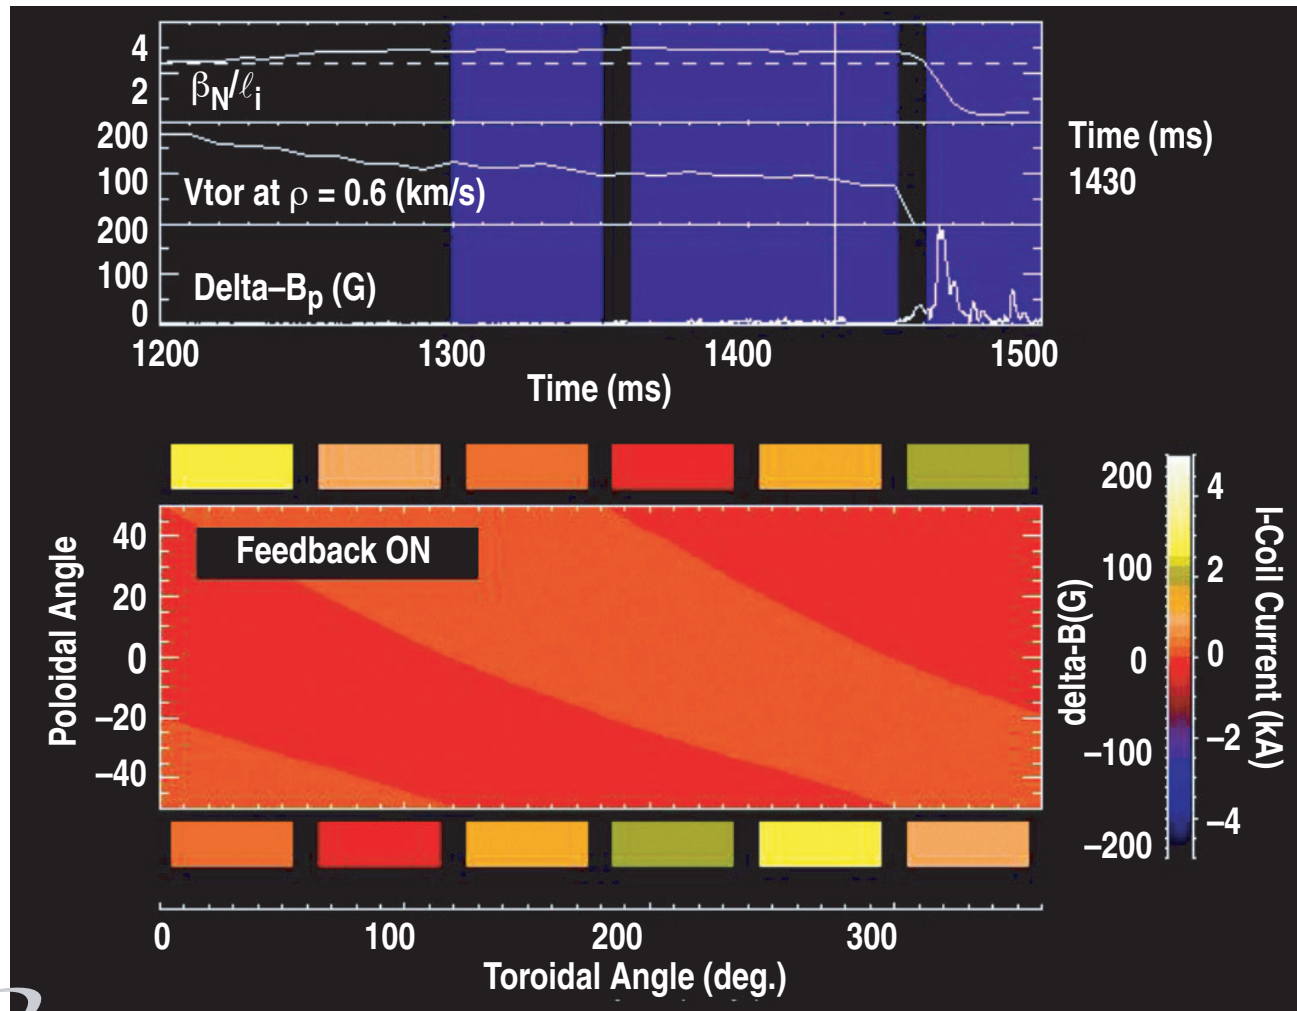 4
2
βN/ℓi
200
100
Vtor at ρ = 0.6 (km/s)
200
100
0
Delta–Bp (G)
1200 1300 1400 1500
Time (ms)
Time (ms)
1430
Feedback ON
40
20
0
–20
–40
Poloidal Angle
0 100 200 300
Toroidal Angle (deg.)
200
100
0
–100
–200
delta-B(G)
4
2
0
–2
–4
I-Coil Current (kA)